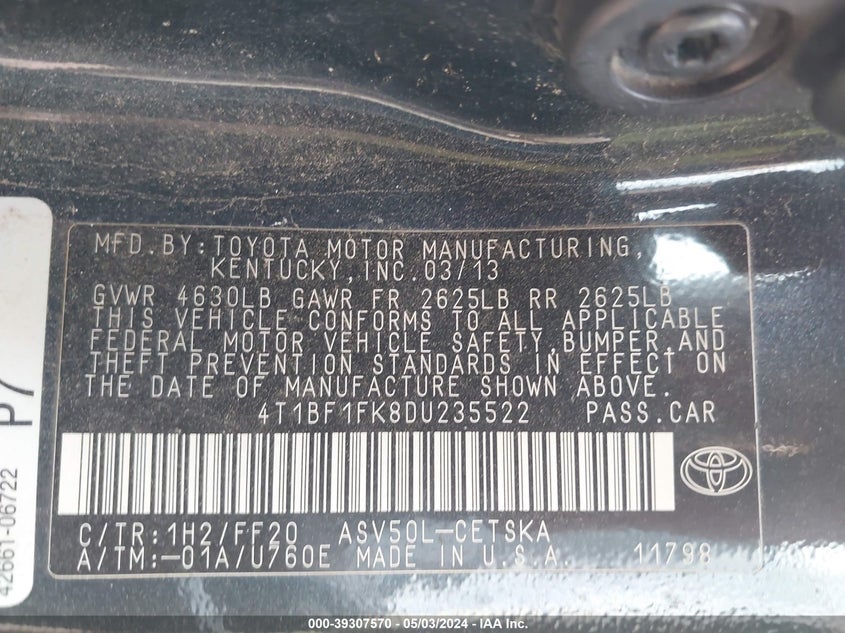 MFD.BY:TOYOTA MOTOR MANUFACTURING,
KENTUCKY,INC.03/13
GVWR 4630LB GAWR FR 2625LB RR 2625LB
THIS VEHICLE CONFORMS TO ALL APPLICABLE
FEDERAL MOTOR VEHICLE SAFETY,BUMPER,AND
THEFT PREVENTION STANDARDS IN EFFECT ON
THE DATE OF MANUFACTURE SHOWN ABOVE.
4T1BF1FK8DU235522 PASS.CAR
C/TR:1H2/FF20 ASV50L-CETSKA
A/TM:-01A/U760E MADE IN U.S.A. 11798
P7
42661-06722
000-39307570 - 05/03/2024 - IAA Inc.